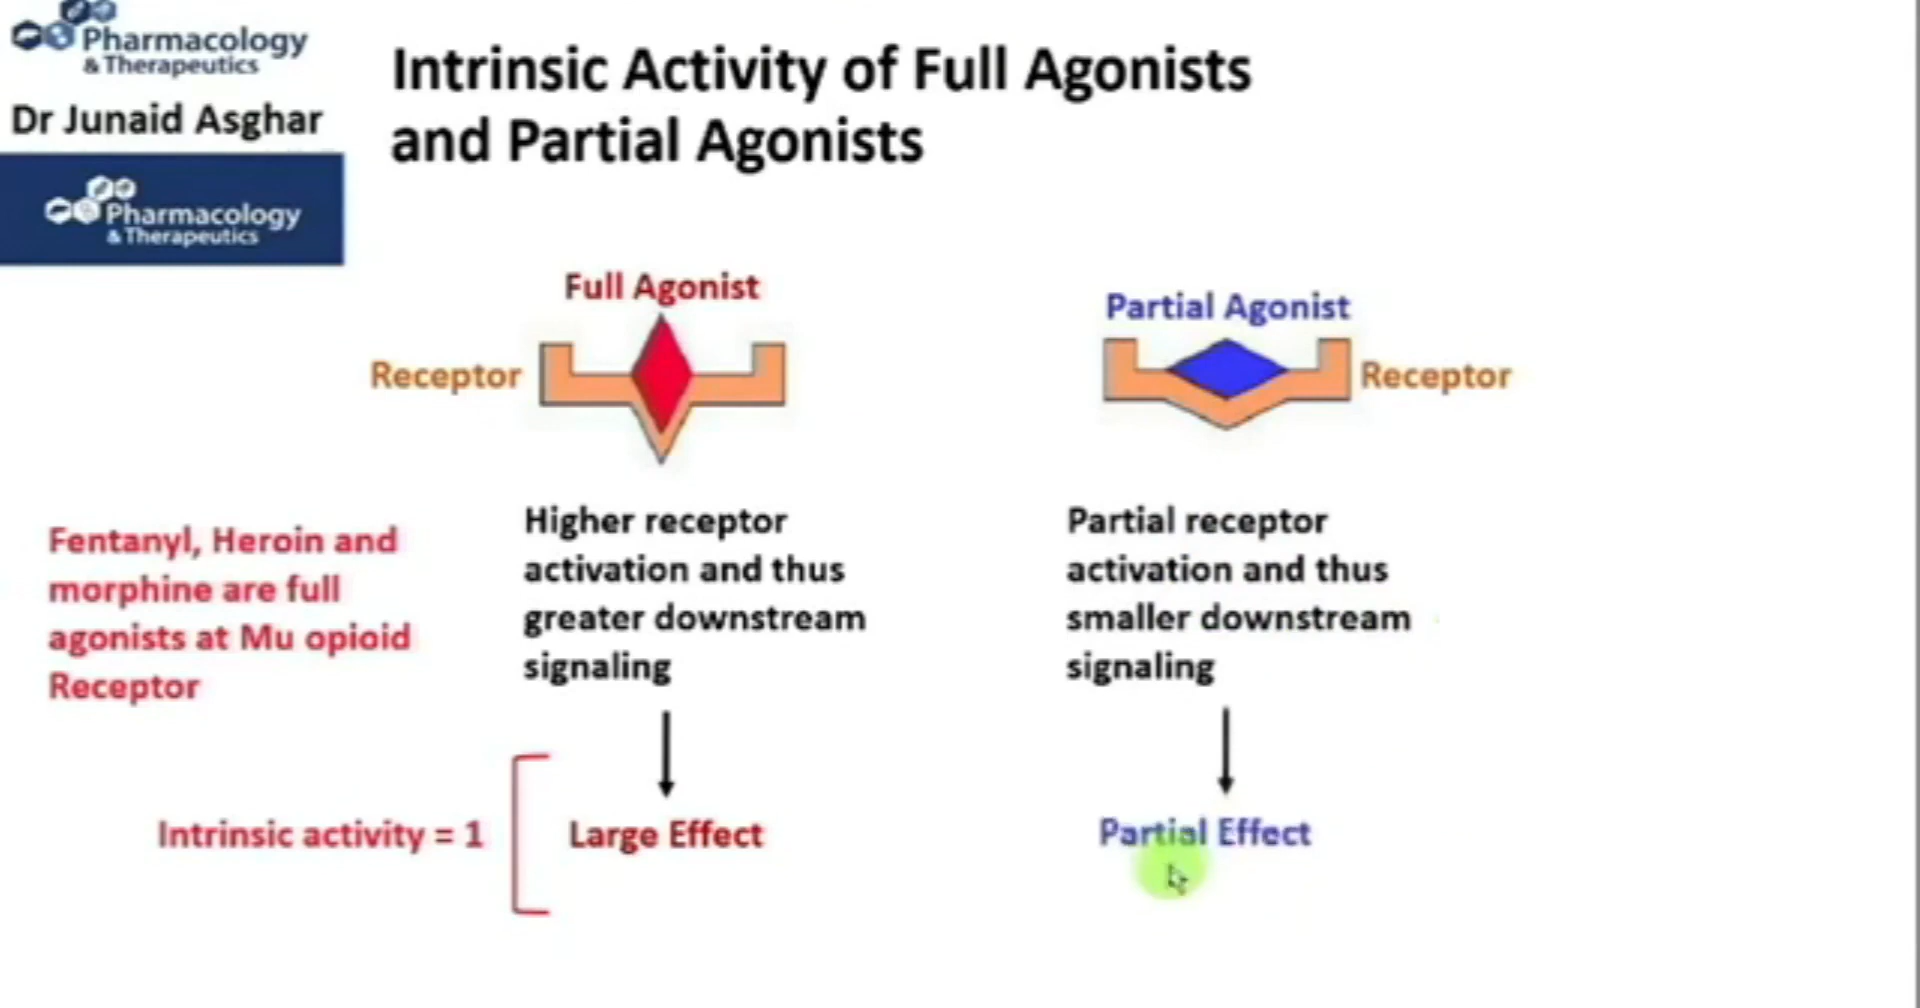 Pharmacology
& Therapeutics
Dr Junaid Asghar
Pharmacology
& Therapeutics
Intrinsic Activity of Full Agonists
and Partial Agonists
Full Agonist
Receptor
Partial Agonist
Receptor
Fentanyl, Heroin and
morphine are full
agonists at Mu opioid
Receptor
Higher receptor
activation and thus
greater downstream
signaling
Partial receptor
activation and thus
smaller downstream
signaling
Intrinsic activity = 1
Large Effect
Partial Effect